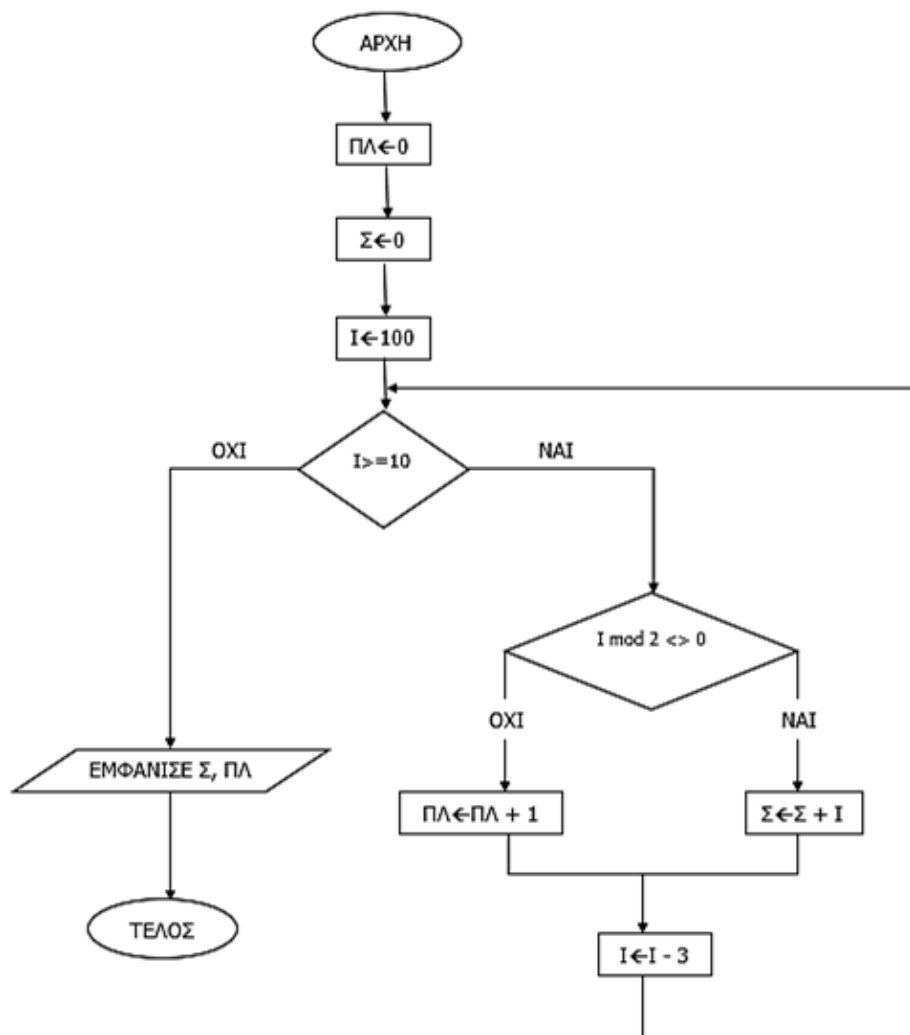 ΑΡΧΗ
ΠΛ←0
Σ←0
Ι←100
Ι>=10
ΟΧΙ
ΝΑΙ
Ι mod 2 <> 0
ΟΧΙ
ΝΑΙ
ΕΜΦΑΝΙΣΕ Σ, ΠΛ
ΠΛ←ΠΛ + 1
Σ←Σ + Ι
ΤΕΛΟΣ
Ι←Ι - 3